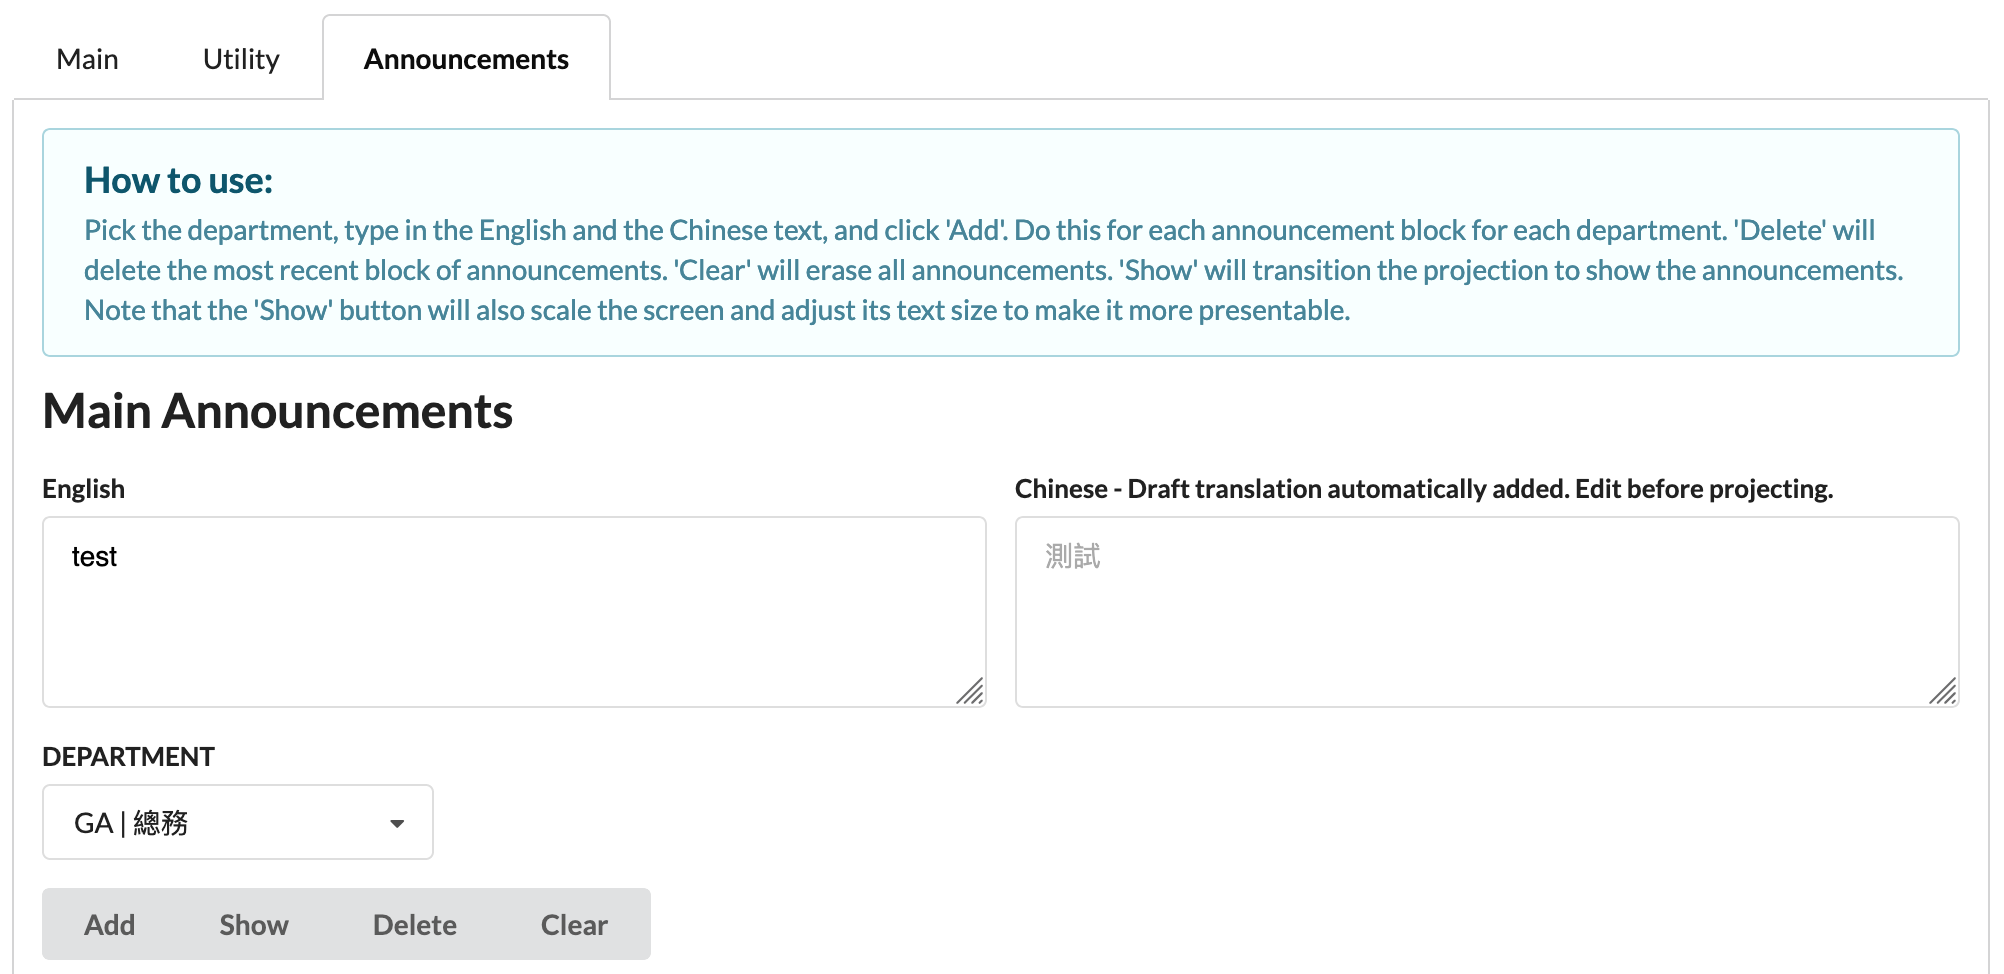 Main Utility Announcements
How to use:
Pick the department, type in the English and the Chinese text, and click 'Add'. Do this for each announcement block for each department. 'Delete' will
delete the most recent block of announcements. 'Clear' will erase all announcements. 'Show' will transition the projection to show the announcements.
Note that the 'Show' button will also scale the screen and adjust its text size to make it more presentable.
Main Announcements
English
test
Chinese - Draft translation automatically added. Edit before projecting.
測試
DEPARTMENT
GA | 總務
Add Show Delete Clear